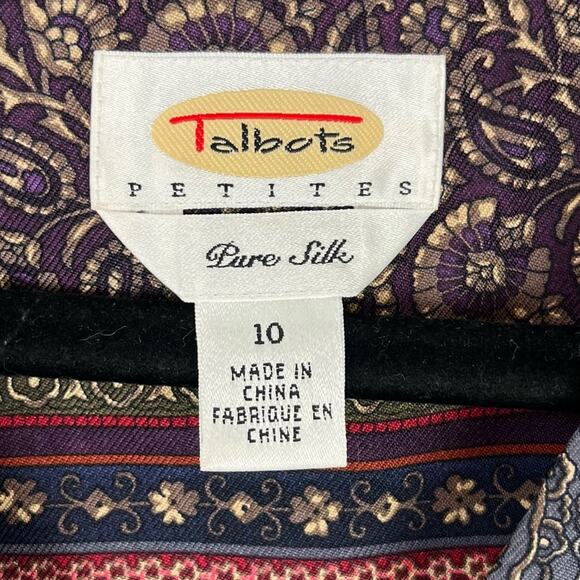 Talbots
PETITES
Pure Silk
10
MADE IN
CHINA
FABRIQUE EN
CHINE